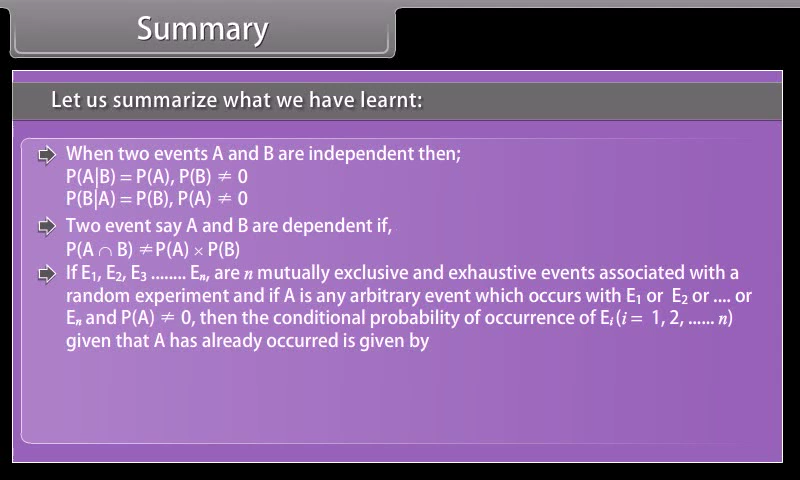 Summary
Let us summarize what we have learnt:
When two events A and B are independent then;
P(A|B) = P(A), P(B) ≠ 0
P(B|A) = P(B), P(A) ≠ 0
Two event say A and B are dependent if,
P(A ∩ B) ≠ P(A) × P(B)
If E₁, E₂, E₃ ........ Eₙ, are n mutually exclusive and exhaustive events associated with a
random experiment and if A is any arbitrary event which occurs with E₁ or E₂ or .... or
Eₙ and P(A) ≠ 0, then the conditional probability of occurrence of Eᵢ (i = 1, 2, ...... n)
given that A has already occurred is given by